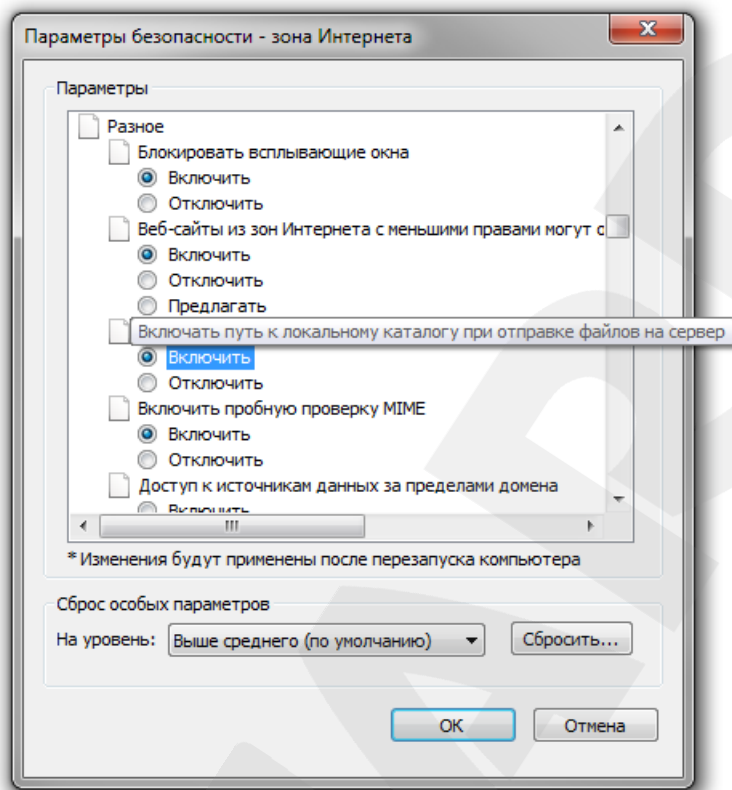 Параметры безопасности - зона Интернета
Параметры
Разное
Блокировать всплывающие окна
Включить
Отключить
Веб-сайты из зон Интернета с меньшими правами могут о
Включить
Отключить
Предлагать
Включать путь к локальному каталогу при отправке файлов на сервер
Включить
Отключить
Включить пробную проверку MIME
Включить
Отключить
Доступ к источникам данных за пределами домена
Включить
* Изменения будут применены после перезапуска компьютера
Сброс особых параметров
На уровень: Выше среднего (по умолчанию) Сбросить...
OK Отмена